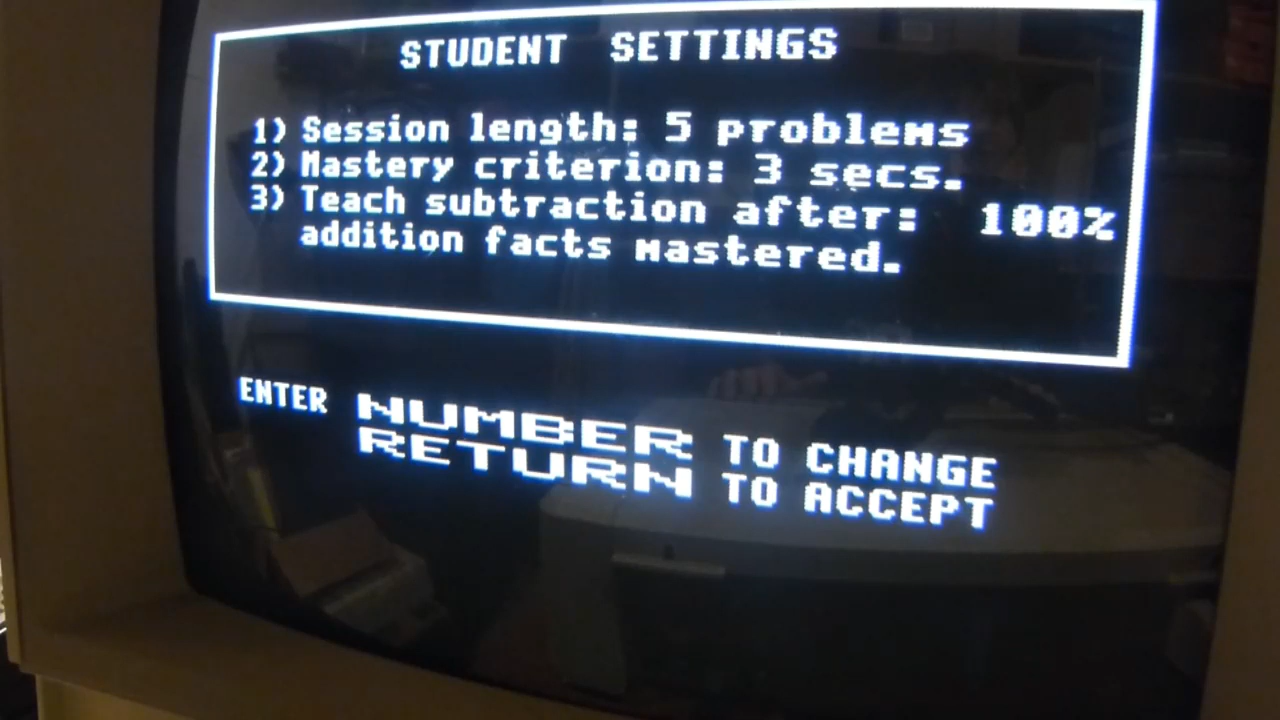 STUDENT SETTINGS
1) Session length: 5 problems
2) Mastery criterion: 3 secs.
3) Teach subtraction after: 100%
addition facts mastered.
ENTER NUMBER TO CHANGE
RETURN TO ACCEPT